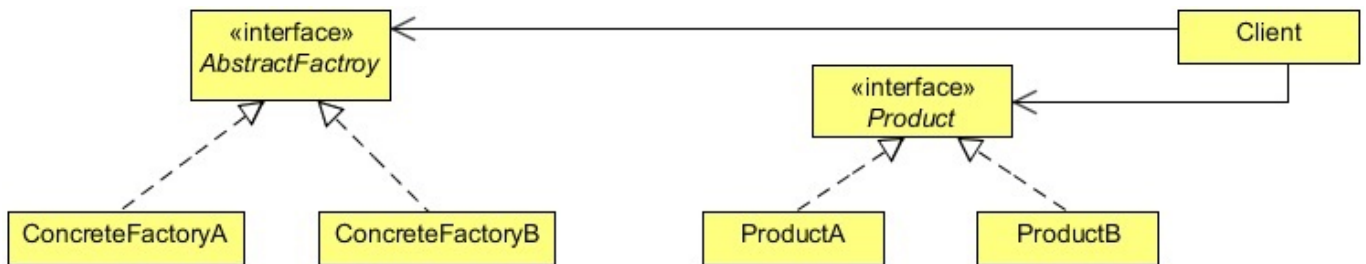 «interface»
AbstractFactroy
Client
«interface»
Product
ConcreteFactoryA
ConcreteFactoryB
ProductA
ProductB